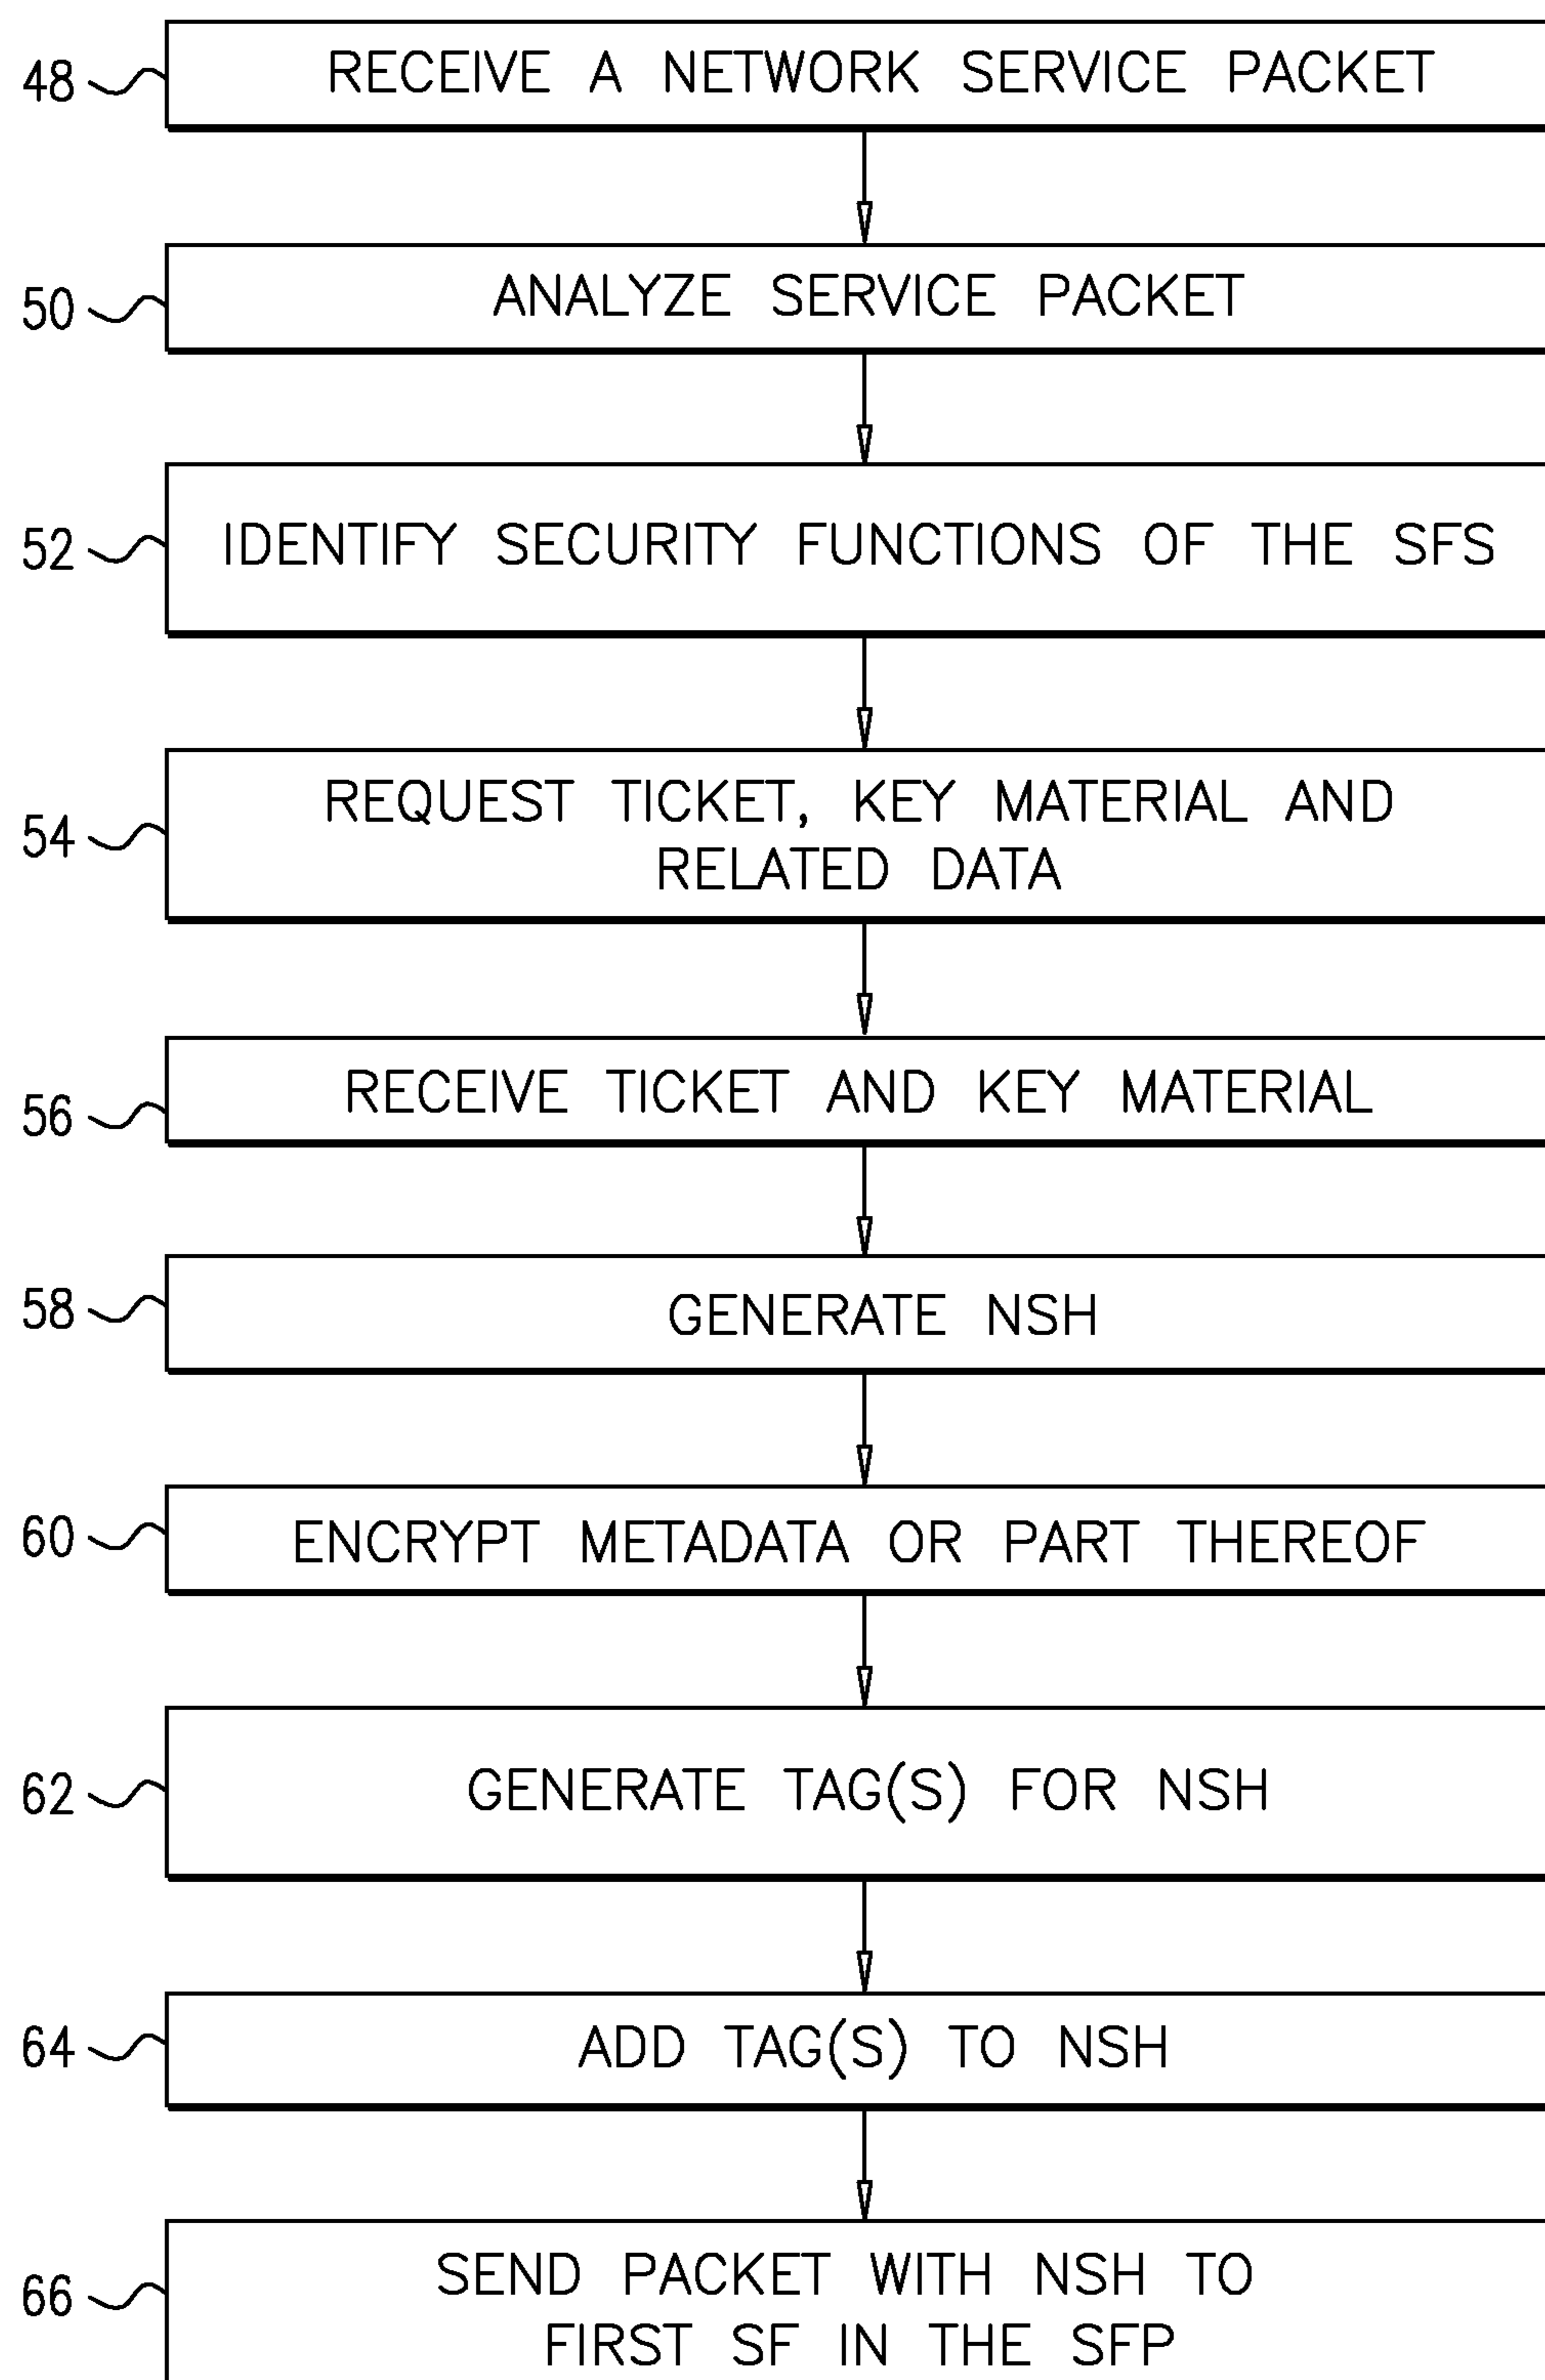 48 RECEIVE A NETWORK SERVICE PACKET
50 ANALYZE SERVICE PACKET
52 IDENTIFY SECURITY FUNCTIONS OF THE SFS
54 REQUEST TICKET, KEY MATERIAL AND
RELATED DATA
56 RECEIVE TICKET AND KEY MATERIAL
58 GENERATE NSH
60 ENCRYPT METADATA OR PART THEREOF
62 GENERATE TAG(S) FOR NSH
64 ADD TAG(S) TO NSH
66 SEND PACKET WITH NSH TO
FIRST SF IN THE SFP